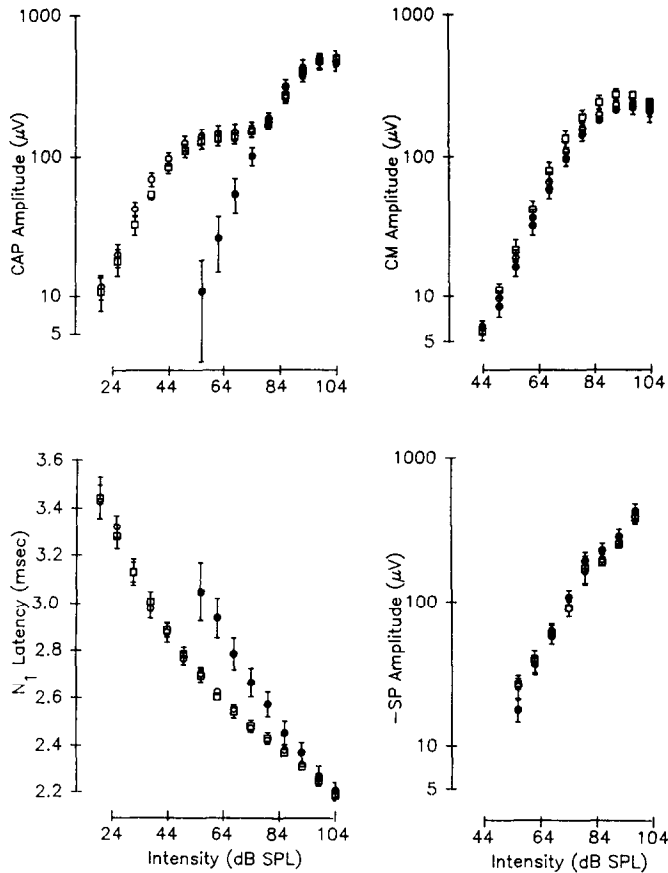 1000
100
10
5
CAP Amplitude (μV)
24 44 64 84 104
1000
100
10
5
CM Amplitude (μV)
44 64 84 104
3.6
3.4
3.2
3.0
2.8
2.6
2.4
2.2
N1 Latency (msec)
24 44 64 84 104
Intensity (dB SPL)
1000
100
10
5
−SP Amplitude (μV)
44 64 84 104
Intensity (dB SPL)